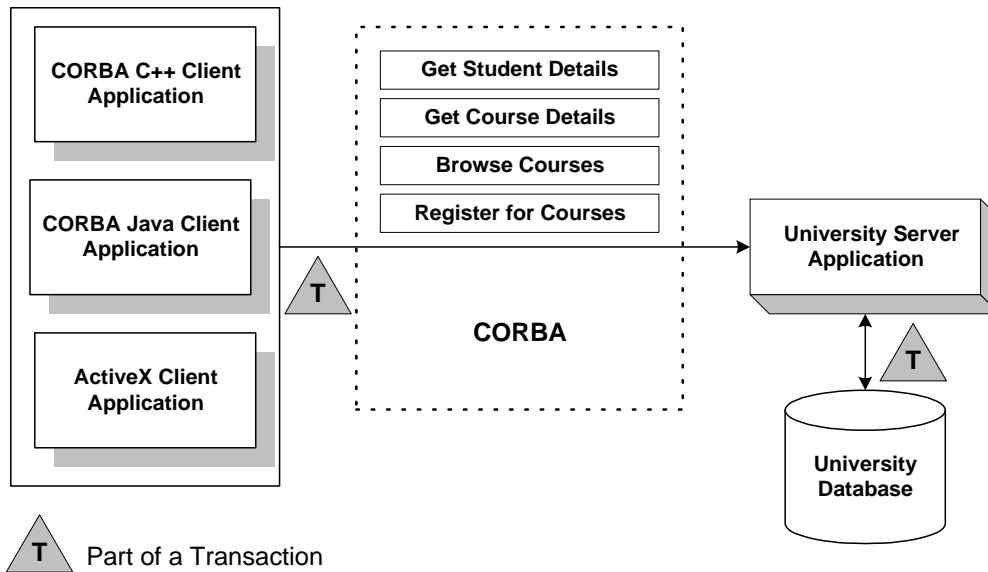 CORBA C++ Client
Application
CORBA Java Client
Application
ActiveX Client
Application
T
Get Student Details
Get Course Details
Browse Courses
Register for Courses
CORBA
University Server
Application
T
University
Database
T
Part of a Transaction